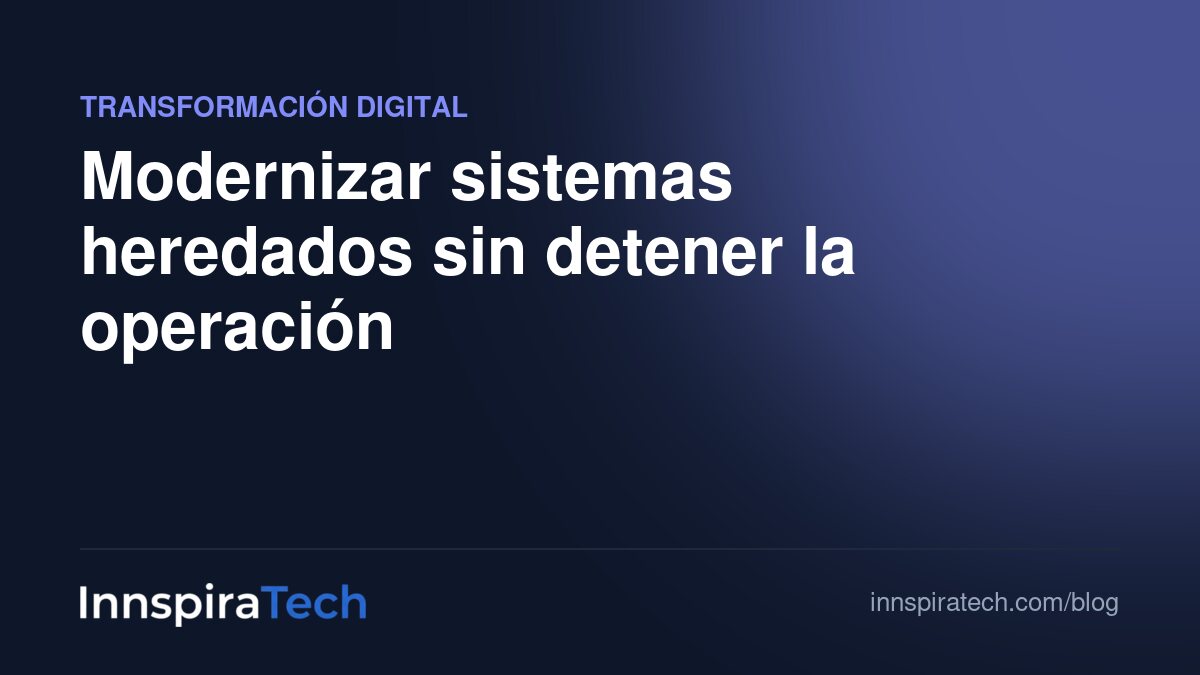 TRANSFORMACIÓN DIGITAL
Modernizar sistemas
heredados sin detener la
operación
InnspiraTech
innspiratech.com/blog